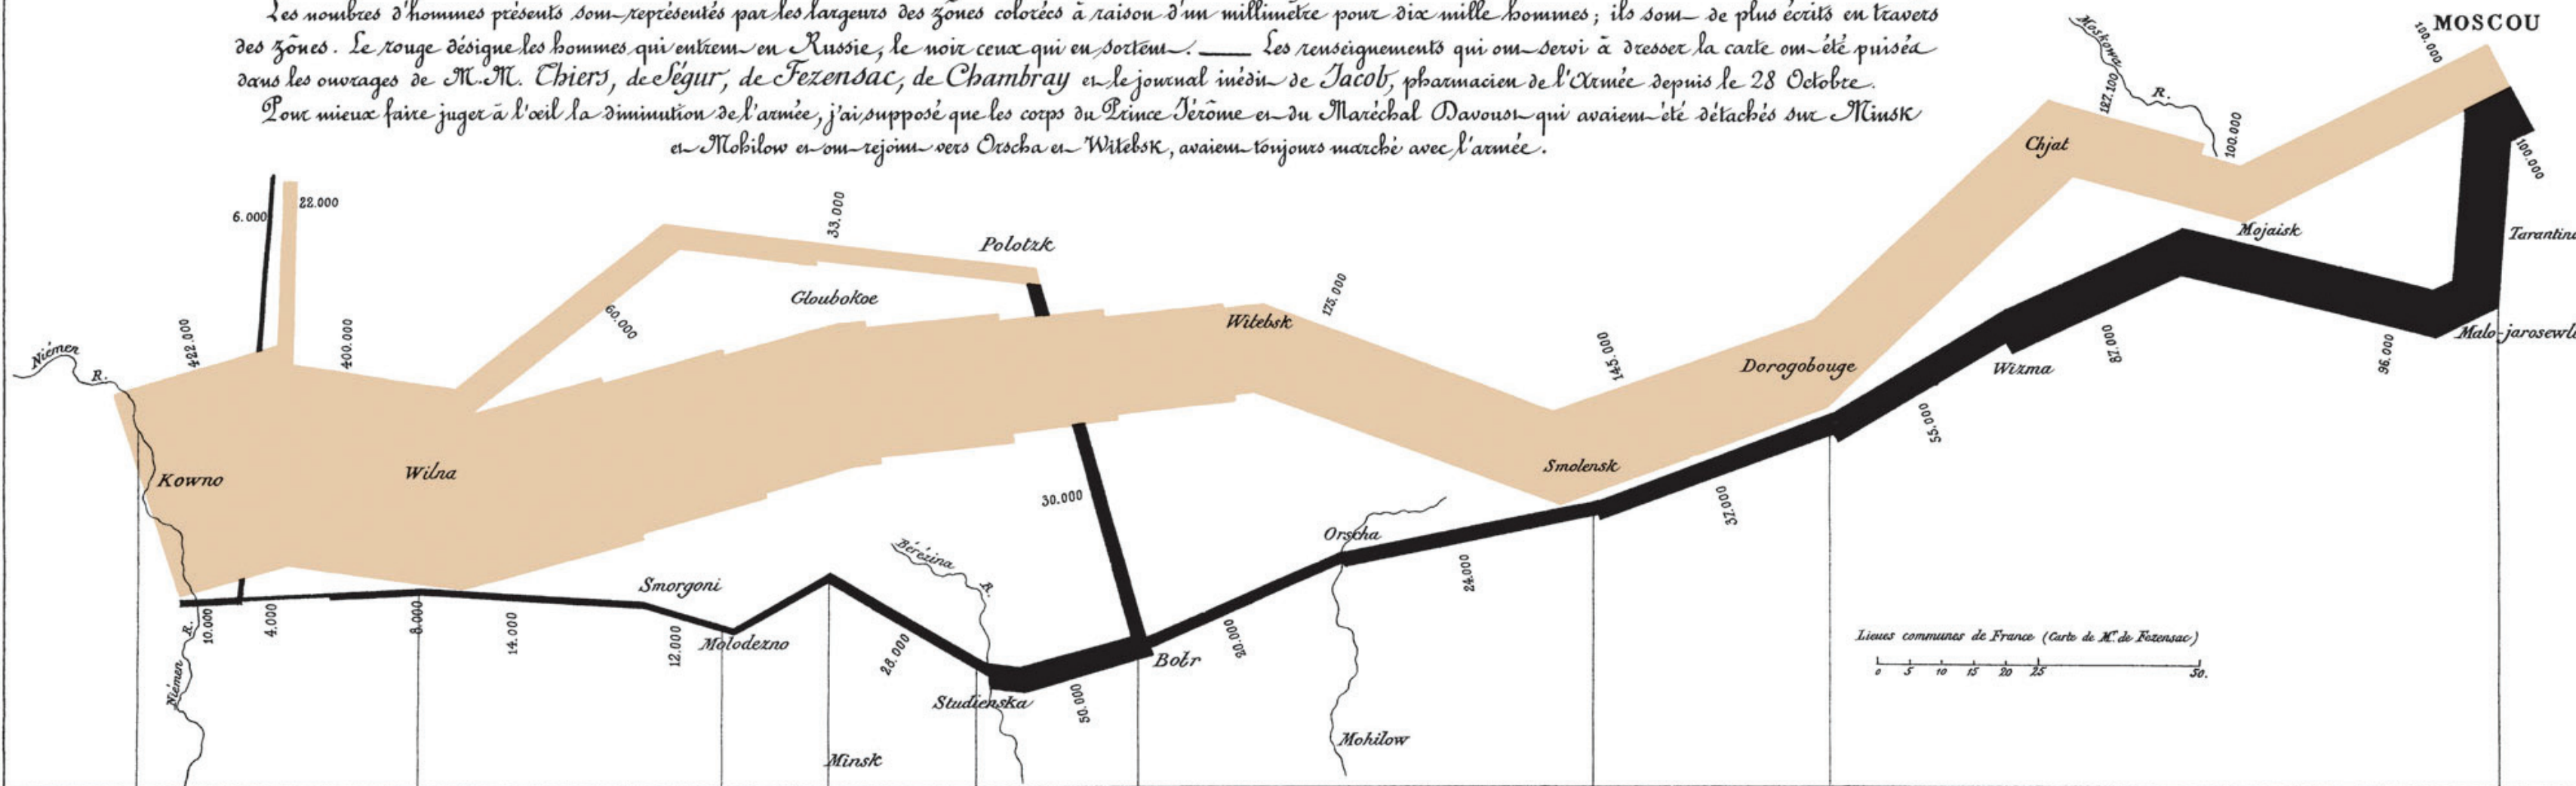 Les nombres d'hommes présents sont représentés par les largeurs des zônes colorées à raison d'un millimètre pour dix mille hommes; ils sont de plus écrits en travers
des zônes. Le rouge désigne les hommes qui entrent en Russie, le noir ceux qui en sortent. — Les renseignements qui ont servi à dresser la carte ont été puisés
dans les ouvrages de M.M. Thiers, de Ségur, de Fezensac, de Chambray et le journal inédit de Jacob, pharmacien de l'Armée depuis le 28 Octobre.
Pour mieux faire juger à l'œil la diminution de l'armée, j'ai supposé que les corps du Prince Jérôme et du Maréchal Davoust qui avaient été détachés sur Minsk
et Mohilow et ont rejoint vers Orscha et Witebsk, avaient toujours marché avec l'armée.
MOSCOU
100.000
Moskowa
R.
127.100
100.000
100.000
Chjat
Mojaisk
Tarantino
6.000
22.000
33.000
Polotzk
Gloubokoe
60.000
422.000
400.000
175.000
Witebsk
Niémen
R.
145.000
Dorogobouge
Wizma
87.000
96.000
Malo-jarosewli
55.000
Kowno
Wilna
Smolensk
30.000
37.000
Orscha
24.000
Bérézina
R.
Smorgoni
10.000
4.000
8.000
14.000
12.000
Molodezno
28.000
Botr
20.000
Studienska
50.000
R.
Niémen
Mohilow
Minsk
Lieues communes de France (Carte de M. de Fezensac)
0 5 10 15 20 25 50.